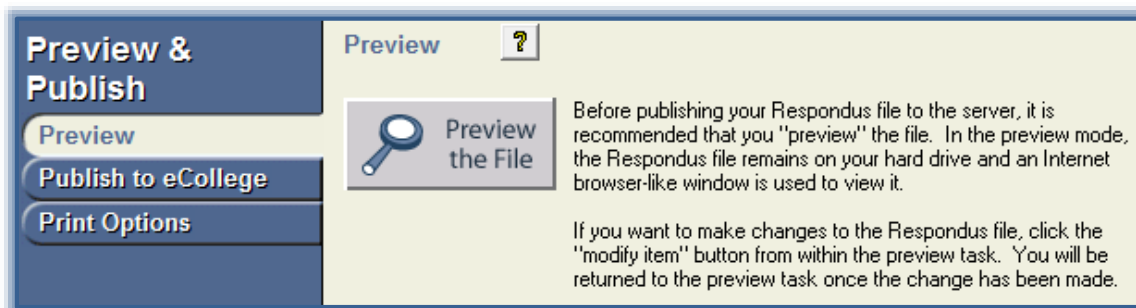 Preview &
Publish
Preview
Publish to eCollege
Print Options
Preview ?
Preview
the File
Before publishing your Respondus file to the server, it is
recommended that you "preview" the file. In the preview mode,
the Respondus file remains on your hard drive and an Internet
browser-like window is used to view it.
If you want to make changes to the Respondus file, click the
"modify item" button from within the preview task. You will be
returned to the preview task once the change has been made.